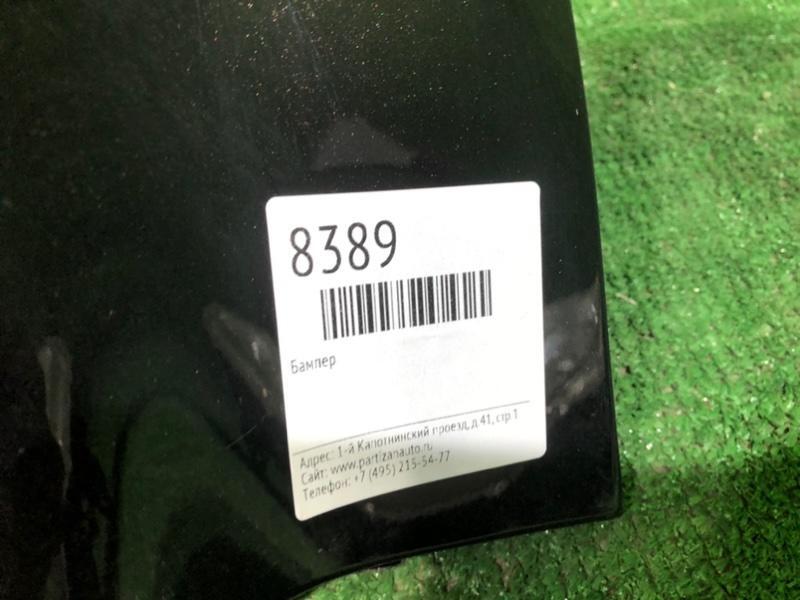 8389
Бампер
Адрес: 1-й Капотнинский проезд, д 41, стр 1
Сайт: www.partizanauto.ru
Телефон: +7 (495) 215-54-77